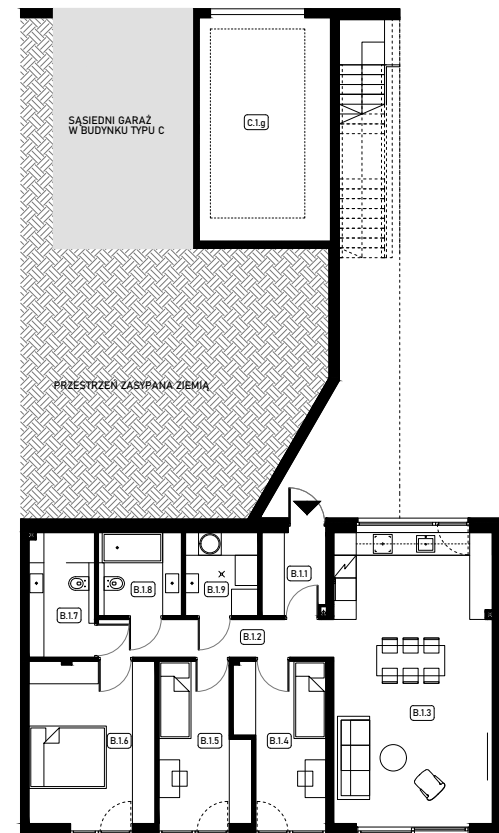 SĄSIEDNI GARAŻ
W BUDYNKU TYPU C
C.1.g
PRZESTRZEŃ ZASYPANA ZIEMIĄ
B.1.1
B.1.7
B.1.8
B.1.9
B.1.2
B.1.3
B.1.6
B.1.5
B.1.4